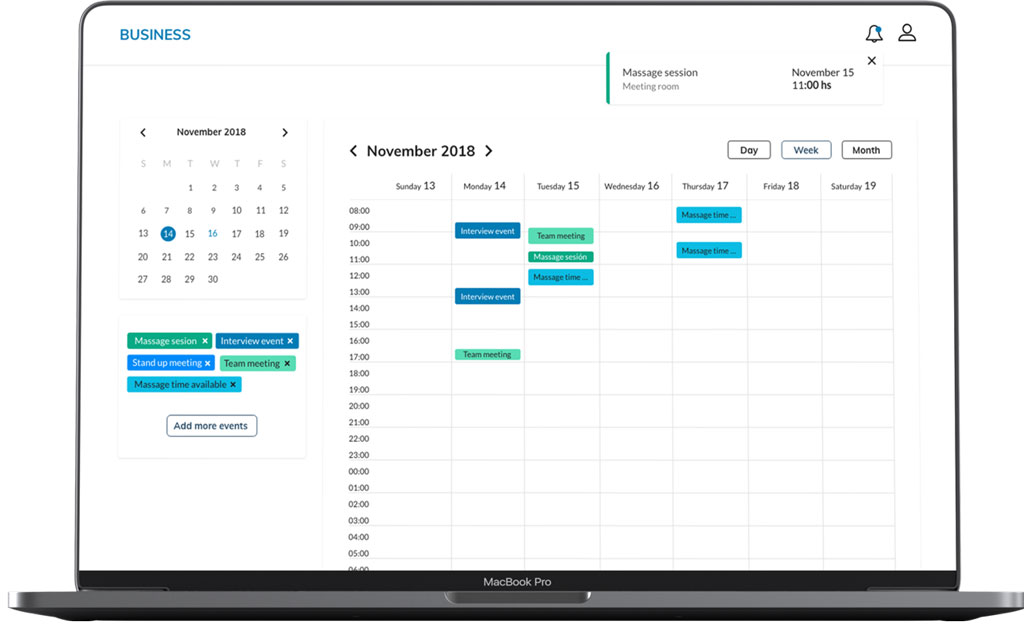 BUSINESS
Massage session
November 15
Meeting room
11:00 hs
November 2018
S M T W T F S
1 2 3 4 5
6 7 8 9 10 11 12
13 14 15 16 17 18 19
20 21 22 23 24 25 26
27 28 29 30
Massage sesion ×
Interview event ×
Stand up meeting ×
Team meeting ×
Massage time available ×
Add more events
November 2018
Day
Week
Month
Sunday 13
Monday 14
Tuesday 15
Wednesday 16
Thursday 17
Friday 18
Saturday 19
08:00
Massage time ...
09:00
Interview event
Team meeting
10:00
Massage time ...
11:00
Massage sesión
12:00
Massage time ...
13:00
Interview event
14:00
15:00
16:00
17:00
Team meeting
18:00
19:00
20:00
21:00
22:00
23:00
00:00
01:00
02:00
03:00
04:00
05:00
06:00
MacBook Pro